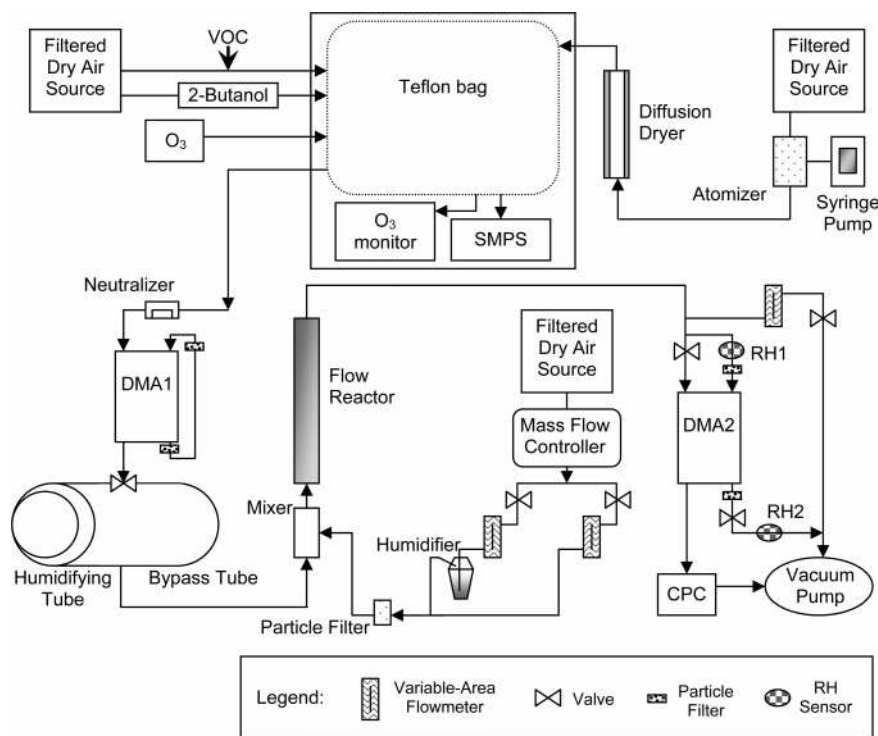 Filtered
Dry Air
Source
VOC
2-Butanol
O₃
Teflon bag
O₃
monitor
SMPS
Diffusion
Dryer
Filtered
Dry Air
Source
Atomizer
Syringe
Pump
Neutralizer
DMA1
Humidifying
Tube
Bypass Tube
Flow
Reactor
Mixer
Particle Filter
Humidifier
Filtered
Dry Air
Source
Mass Flow
Controller
RH1
DMA2
RH2
CPC
Vacuum
Pump
Legend:
Variable-Area
Flowmeter
Valve
Particle
Filter
RH
Sensor